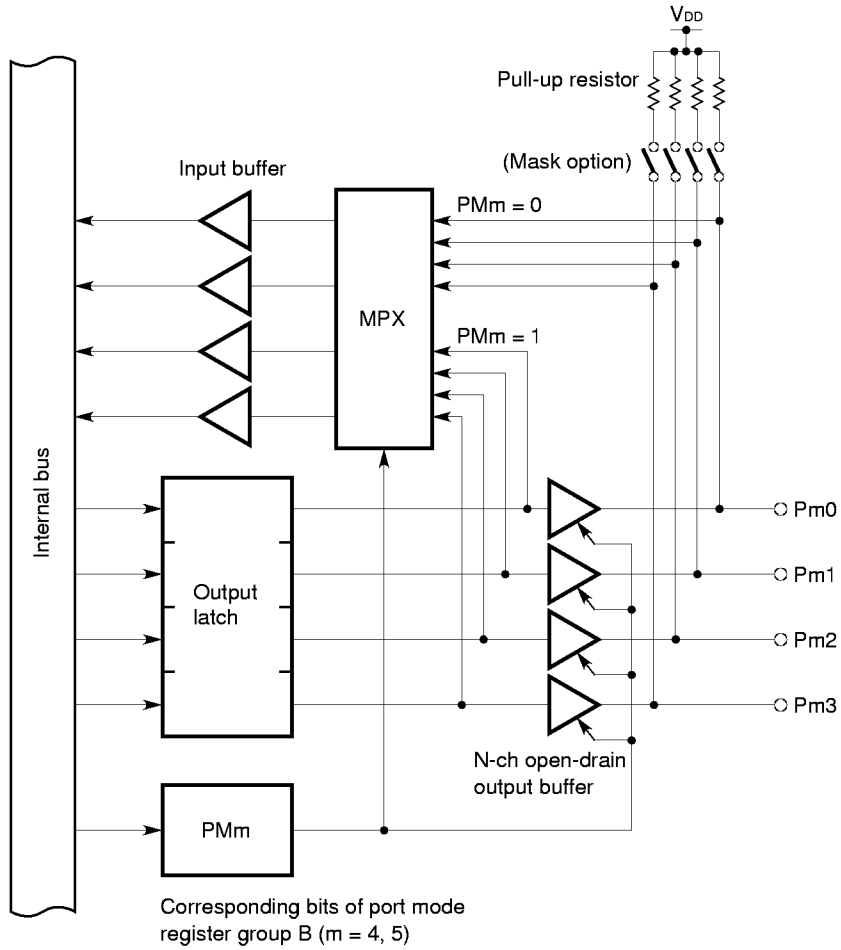 VDD
Pull-up resistor
(Mask option)
Input buffer
PMm = 0
MPX
PMm = 1
Internal bus
Output
latch
Pm0
Pm1
Pm2
Pm3
N-ch open-drain
output buffer
PMm
Corresponding bits of port mode
register group B (m = 4, 5)